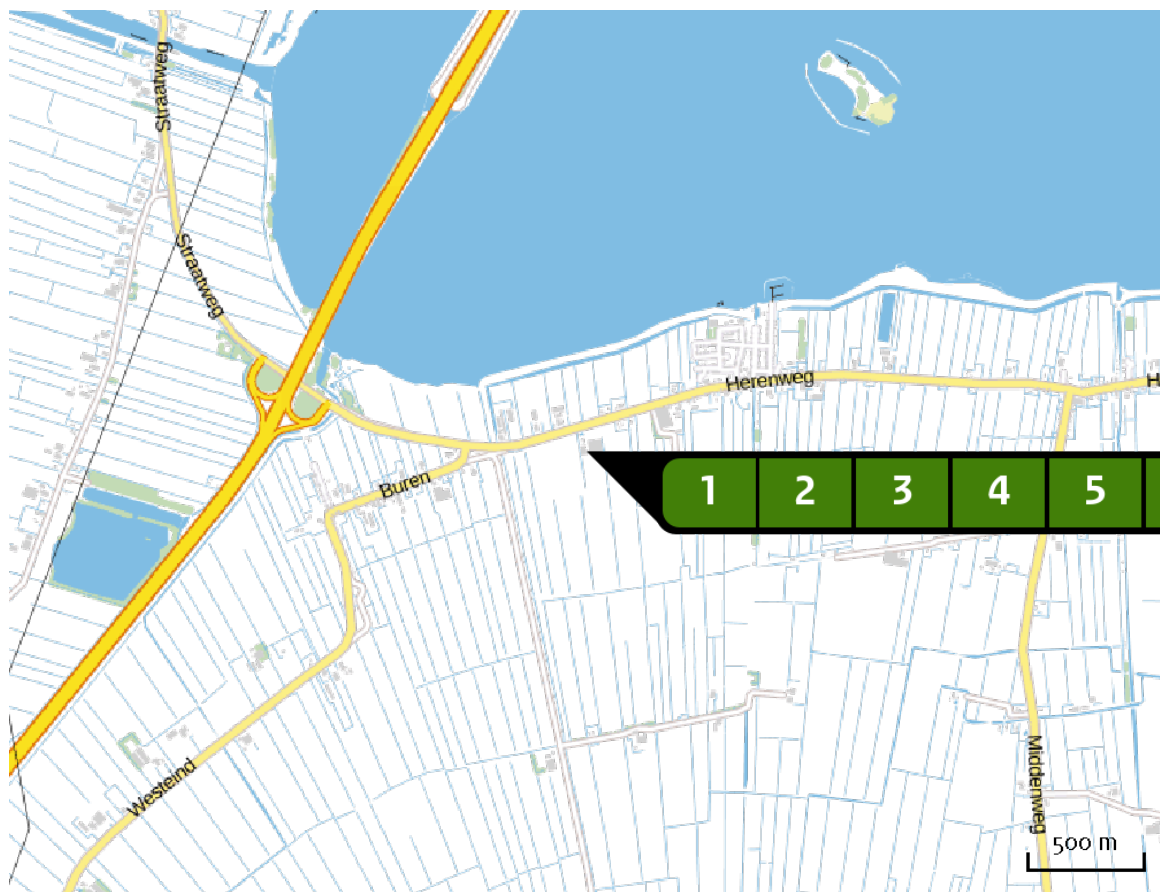 Straatweg
Straatweg
Herenweg
H
Buren
1 2 3 4 5
Westeind
Middenweg
500 m